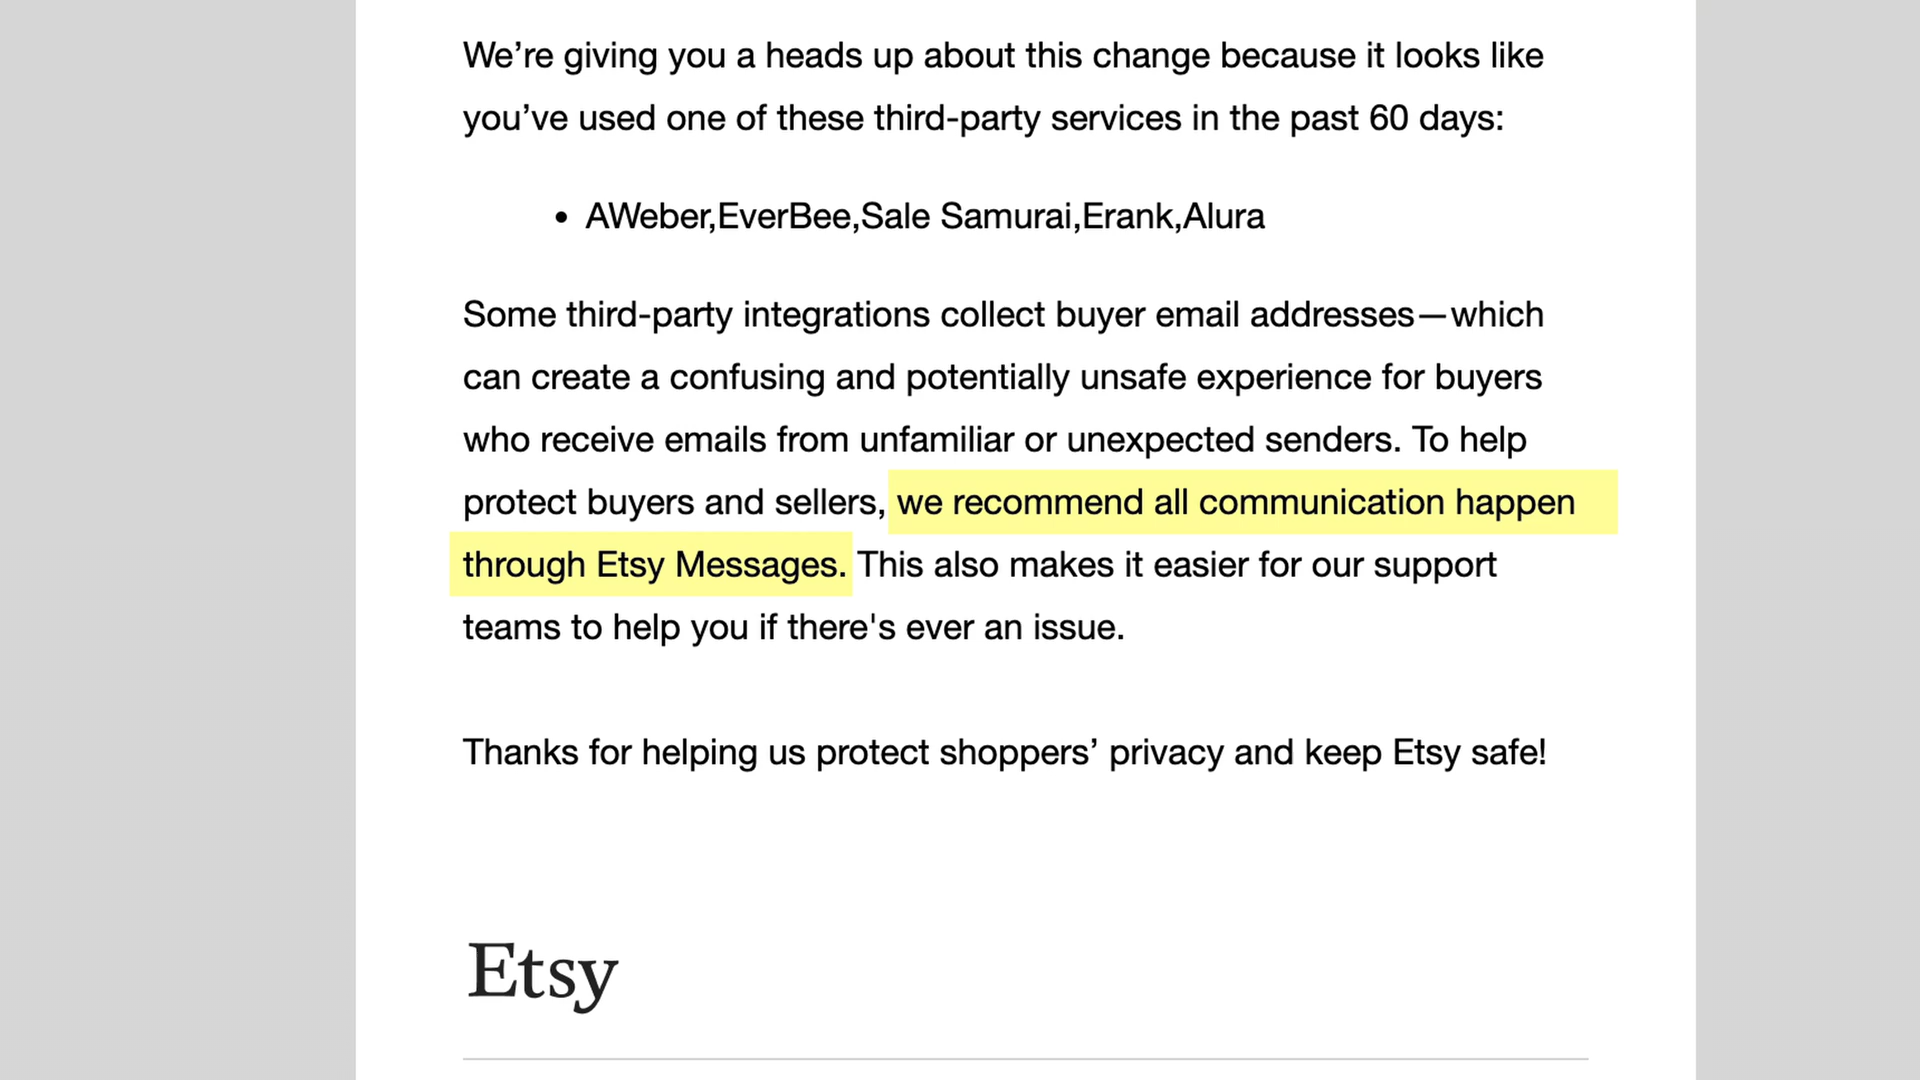 We’re giving you a heads up about this change because it looks like
you’ve used one of these third-party services in the past 60 days:
• AWeber,EverBee,Sale Samurai,Erank,Alura
Some third-party integrations collect buyer email addresses—which
can create a confusing and potentially unsafe experience for buyers
who receive emails from unfamiliar or unexpected senders. To help
protect buyers and sellers, we recommend all communication happen
through Etsy Messages. This also makes it easier for our support
teams to help you if there's ever an issue.
Thanks for helping us protect shoppers’ privacy and keep Etsy safe!
Etsy